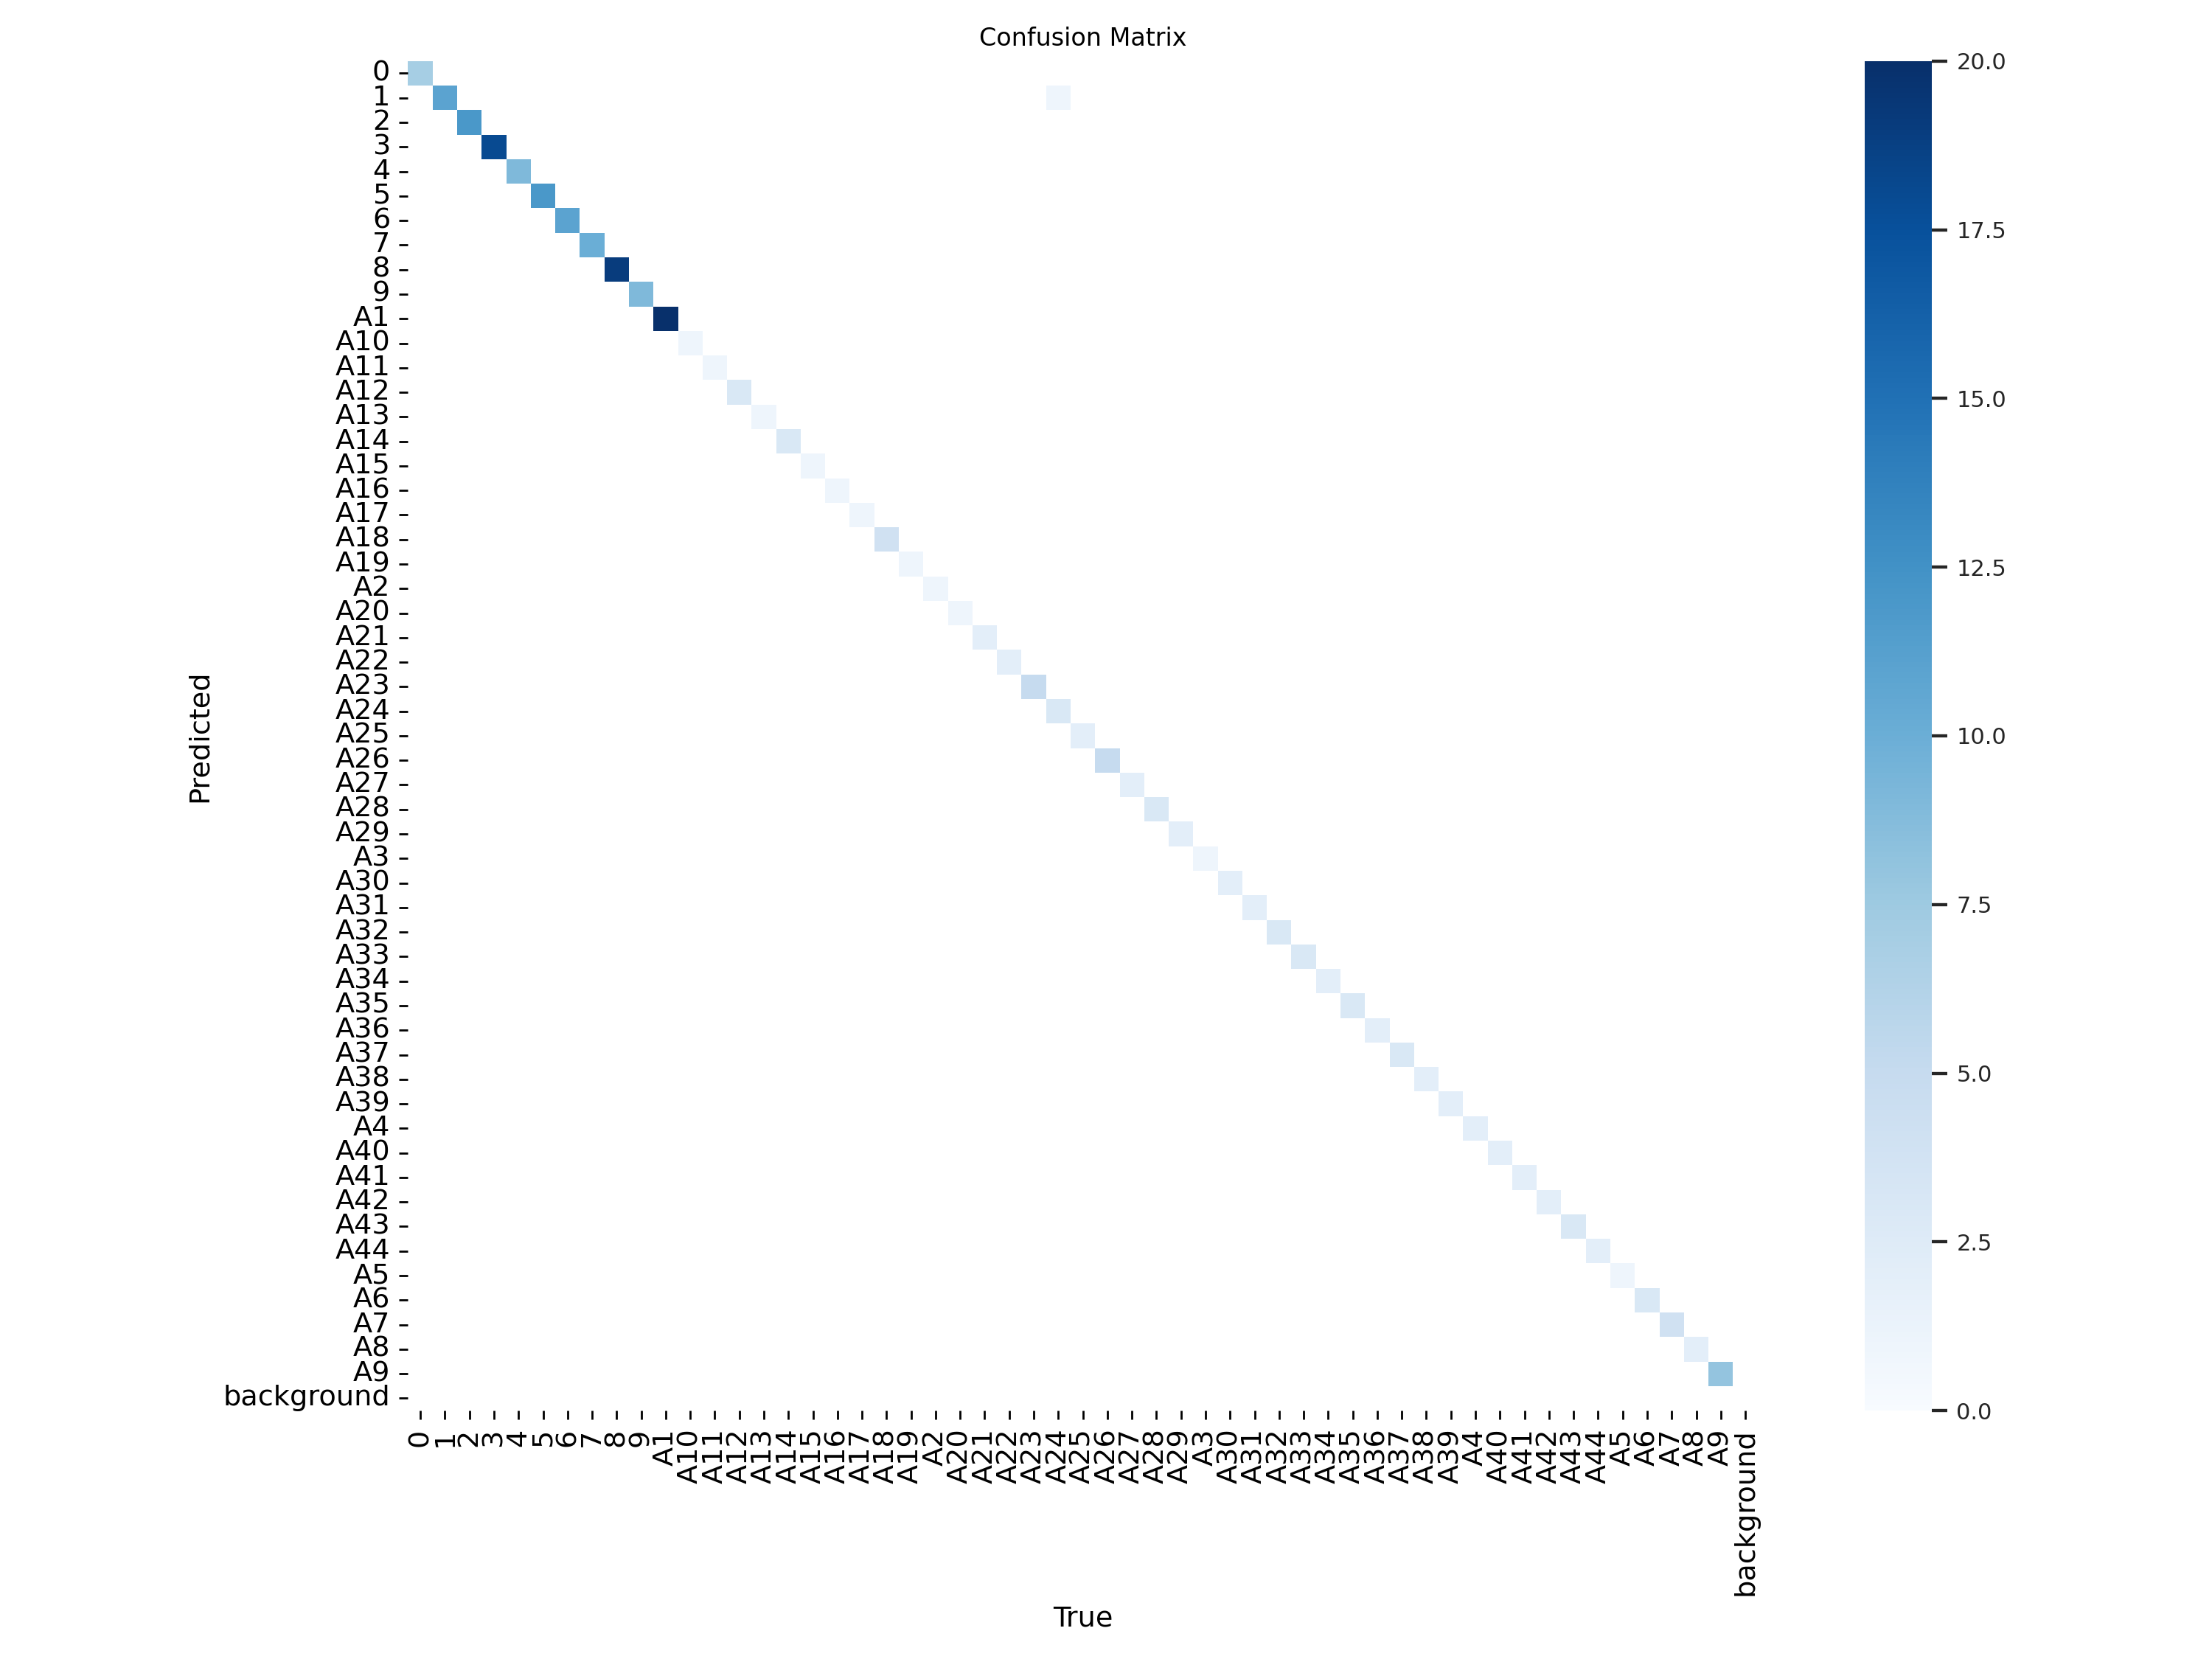 Confusion Matrix
0
1
2
3
4
5
6
7
8
9
A1
A10
A11
A12
A13
A14
A15
A16
A17
A18
A19
A2
A20
A21
A22
A23
A24
A25
A26
A27
A28
A29
A3
A30
A31
A32
A33
A34
A35
A36
A37
A38
A39
A4
A40
A41
A42
A43
A44
A5
A6
A7
A8
A9
background
Predicted
0
1
2
3
4
5
6
7
8
9
A1
A10
A11
A12
A13
A14
A15
A16
A17
A18
A19
A2
A20
A21
A22
A23
A24
A25
A26
A27
A28
A29
A3
A30
A31
A32
A33
A34
A35
A36
A37
A38
A39
A4
A40
A41
A42
A43
A44
A5
A6
A7
A8
A9
background
True
20.0
17.5
15.0
12.5
10.0
7.5
5.0
2.5
0.0